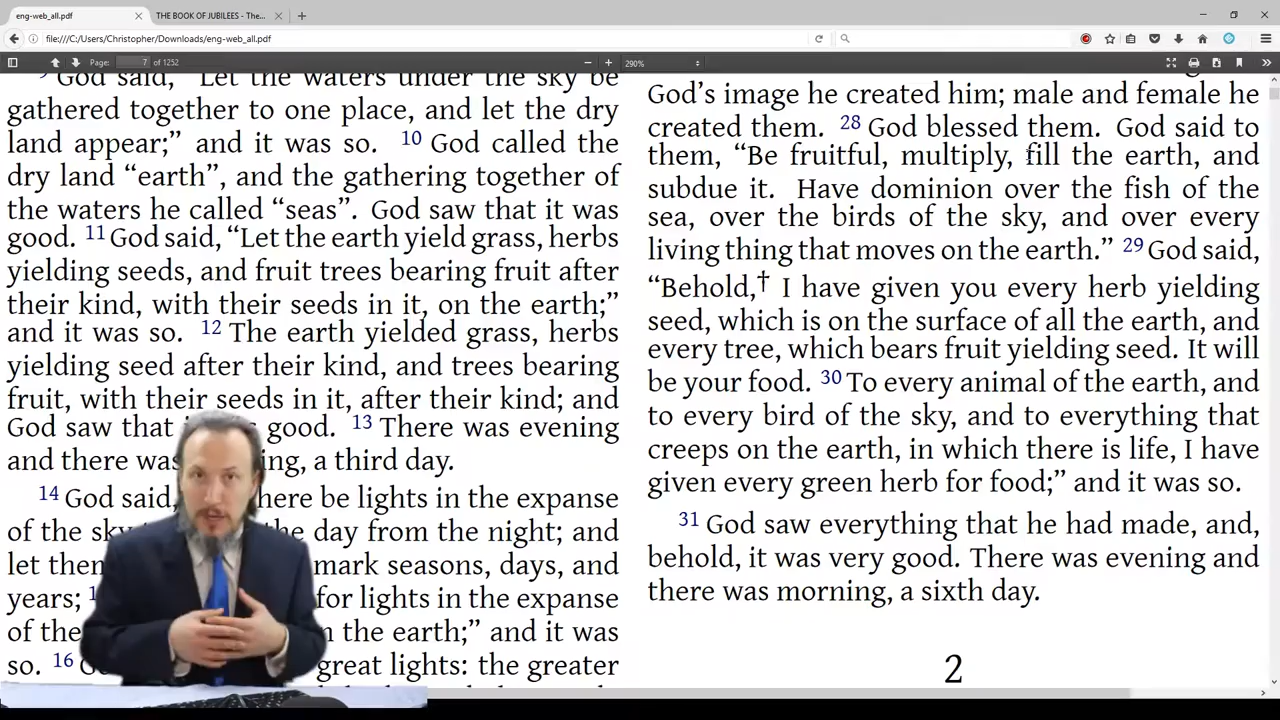 eng-web_all.pdf
THE BOOK OF JUBILEES - The...
file:///C:/Users/Christopher/Downloads/eng-web_all.pdf
Page: 7 of 1252
290%
God said, “Let the waters under the sky be
gathered together to one place, and let the dry
land appear;” and it was so. 10 God called the
dry land “earth”, and the gathering together of
the waters he called “seas”. God saw that it was
good. 11 God said, “Let the earth yield grass, herbs
yielding seeds, and fruit trees bearing fruit after
their kind, with their seeds in it, on the earth;”
and it was so. 12 The earth yielded grass, herbs
yielding seed after their kind, and trees bearing
fruit, with their seeds in it, after their kind; and
God saw that good. 13 There was evening
and there was ing, a third day.
14 God said, here be lights in the expanse
of the sky the day from the night; and
let them mark seasons, days, and
years; for lights in the expanse
of the n the earth;” and it was
so. 16 great lights: the greater
God’s image he created him; male and female he
created them. 28 God blessed them. God said to
them, “Be fruitful, multiply, fill the earth, and
subdue it. Have dominion over the fish of the
sea, over the birds of the sky, and over every
living thing that moves on the earth.” 29 God said,
“Behold,† I have given you every herb yielding
seed, which is on the surface of all the earth, and
every tree, which bears fruit yielding seed. It will
be your food. 30 To every animal of the earth, and
to every bird of the sky, and to everything that
creeps on the earth, in which there is life, I have
given every green herb for food;” and it was so.
31 God saw everything that he had made, and,
behold, it was very good. There was evening and
there was morning, a sixth day.
2